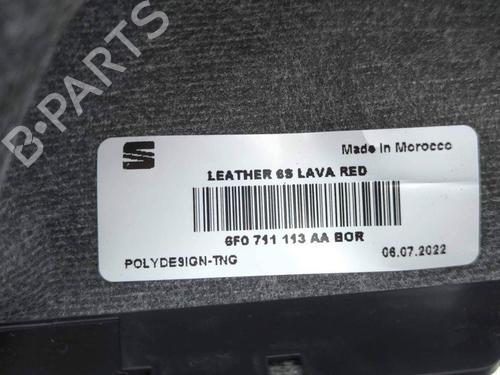 B-PARTS
Made in Morocco
LEATHER 6S LAVA RED
6F0 711 113 AA BOR
POLYDESIGN-TNG
06.07.2022